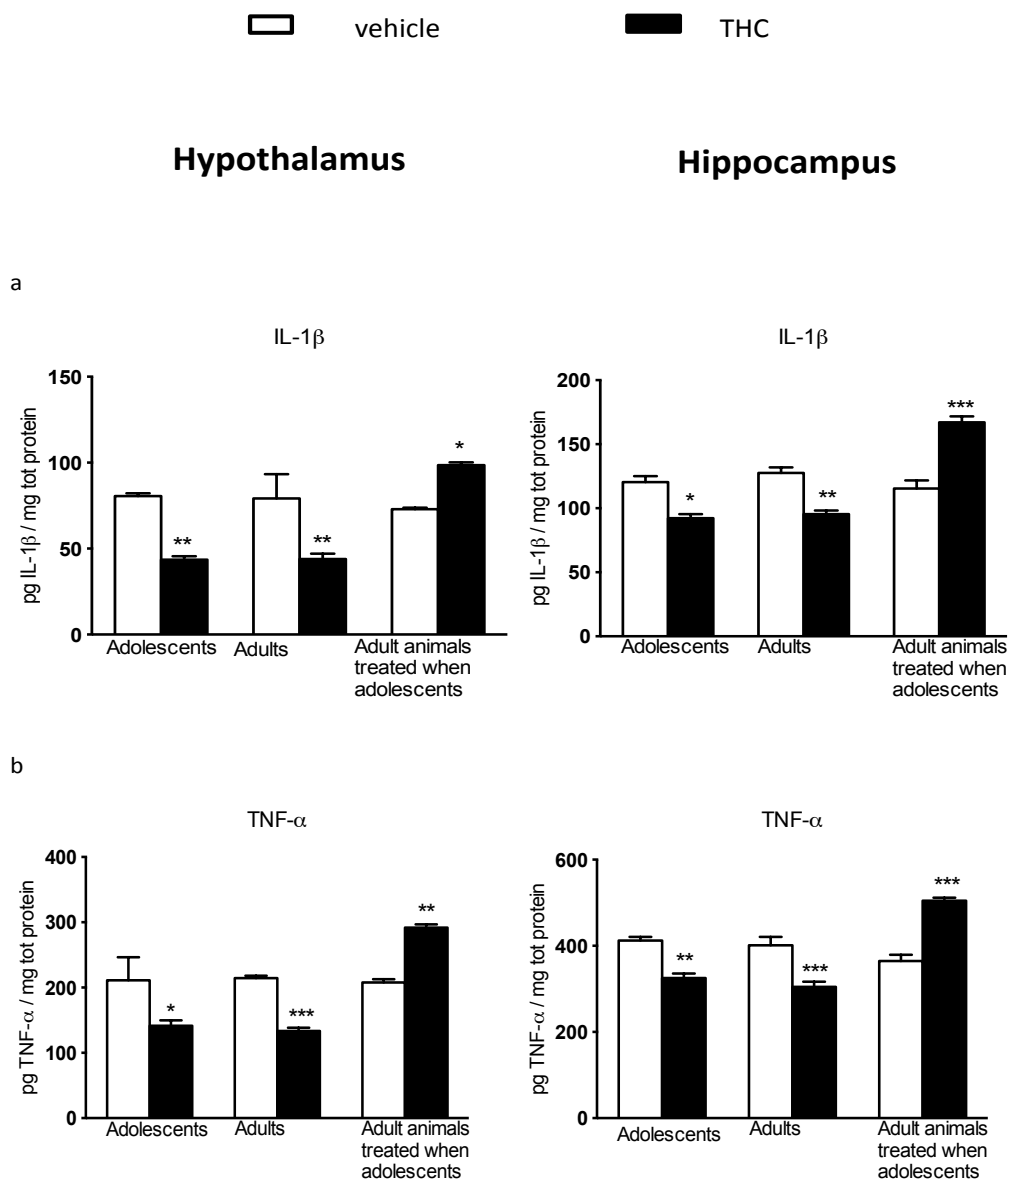 vehicle THC
Hypothalamus Hippocampus
a
IL-1β
150
100
50
0
pg IL-1β / mg tot protein
**
**
*
Adolescents Adults Adult animals
treated when
adolescents
IL-1β
200
150
100
50
0
pg IL-1β / mg tot protein
*
**
***
Adolescents Adults Adult animals
treated when
adolescents
b
TNF-α
400
300
200
100
0
pg TNF-α / mg tot protein
*
***
**
Adolescents Adults Adult animals
treated when
adolescents
TNF-α
600
400
200
0
pg TNF-α / mg tot protein
**
***
***
Adolescents Adults Adult animals
treated when
adolescents